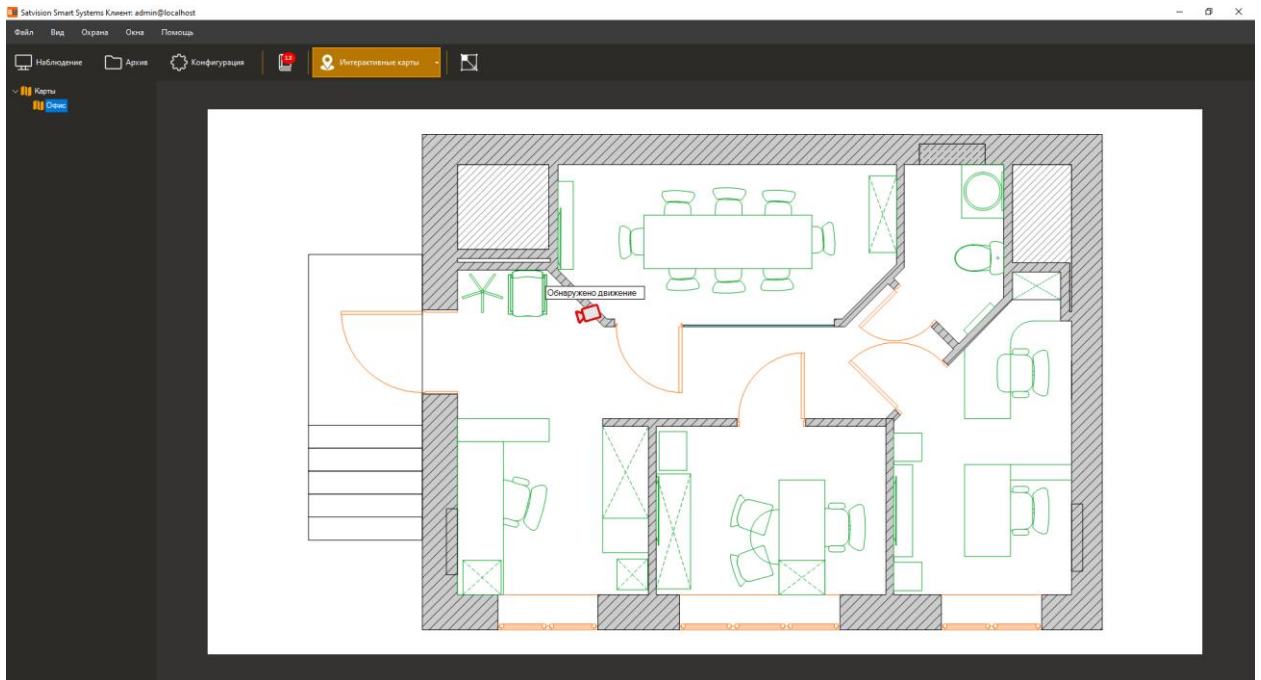 Satvision Smart Systems Клиент: admin@localhost
Файл Вид Охрана Окна Помощь
Наблюдение Архив Конфигурация 12 Интерактивные карты
Карты
Офис
Обнаружено движение